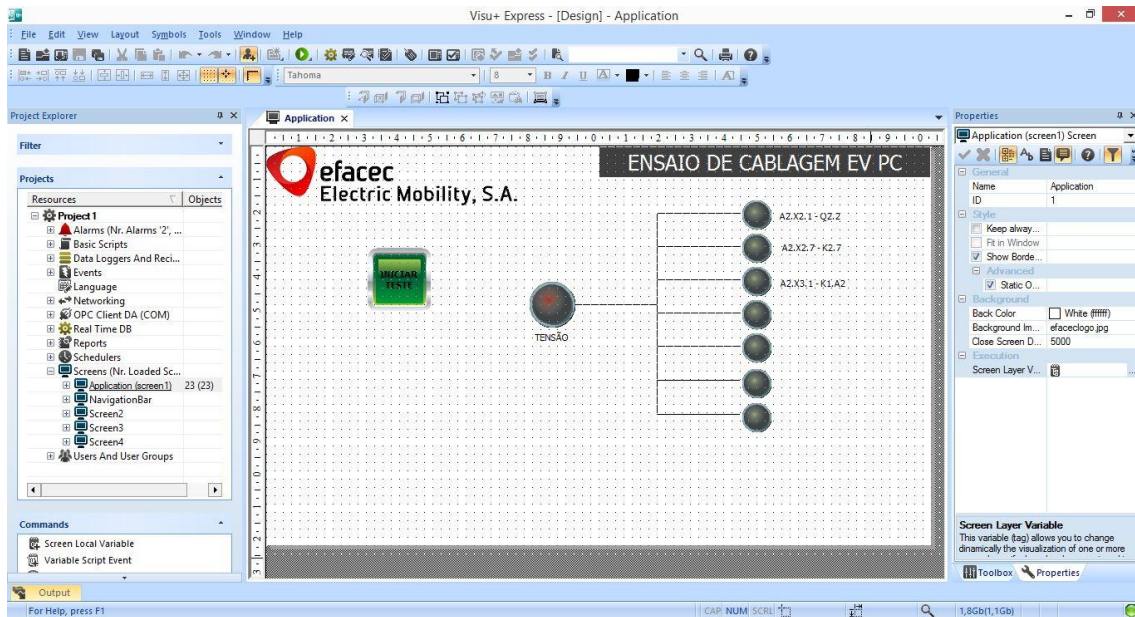 Visu+ Express - [Design] - Application
File Edit View Layout Symbols Tools Window Help
Tahoma 8 B I U A
Project Explorer
Filter
Projects
Resources Objects
Project1
Alarms (Nr. Alarms '2', ...
Basic Scripts
Data Loggers And Reci...
Events
Language
Networking
OPC Client DA (COM)
Real Time DB
Reports
Schedulers
Screens (Nr. Loaded Sc...
Application (screen1) 23 (23)
NavigationBar
Screen2
Screen3
Screen4
Users And User Groups
Commands
Screen Local Variable
Variable Script Event
Output
For Help, press F1
Application
efacec
Electric Mobility, S.A.
ENSAIO DE CABLAGEM EV PC
INICIAR
TESTE
TENSÃO
A2.X2.1 - Q2.2
A2.X2.7 - K2.7
A2.X3.1 - K1.A2
Properties
Application (screen1) Screen
General
Name Application
ID 1
Style
Keep alway...
Fit in Window
Show Borde...
Advanced
Static O...
Background
Back Color White (ffffff)
Background Im... efaceclogo.jpg
Close Screen D... 5000
Execution
Screen Layer V...
Screen Layer Variable
This variable (tag) allows you to change
dinamically the visualization of one or more
Toolbox Properties
CAP NUM SCRL
1,8Gb(1,1Gb)